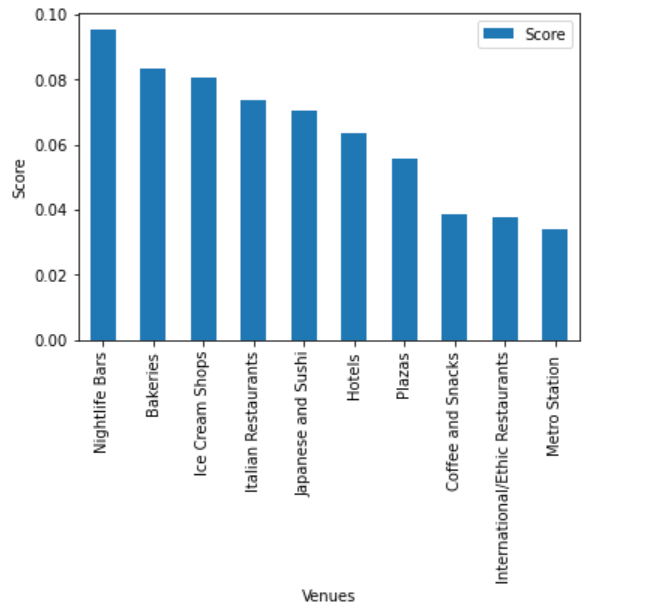 0.10
Score
0.08
0.06
Score
0.04
0.02
0.00
Nightlife Bars
Bakeries
Ice Cream Shops
Italian Restaurants
Japanese and Sushi
Hotels
Plazas
Coffee and Snacks
International/Ethic Restaurants
Metro Station
Venues